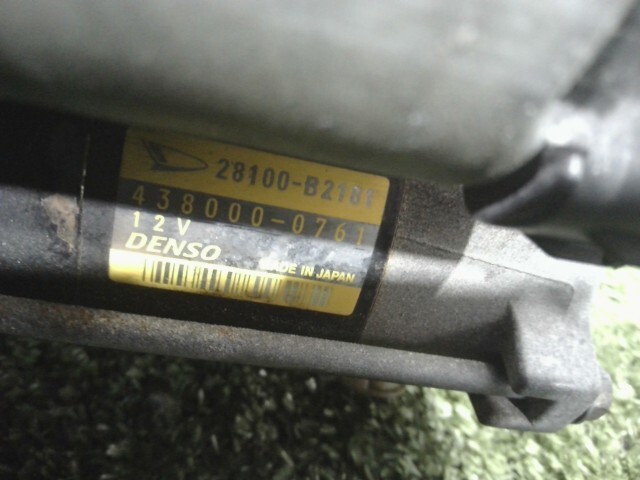 28100-B2181
438000-0761
12V
DENSO
MADE IN JAPAN